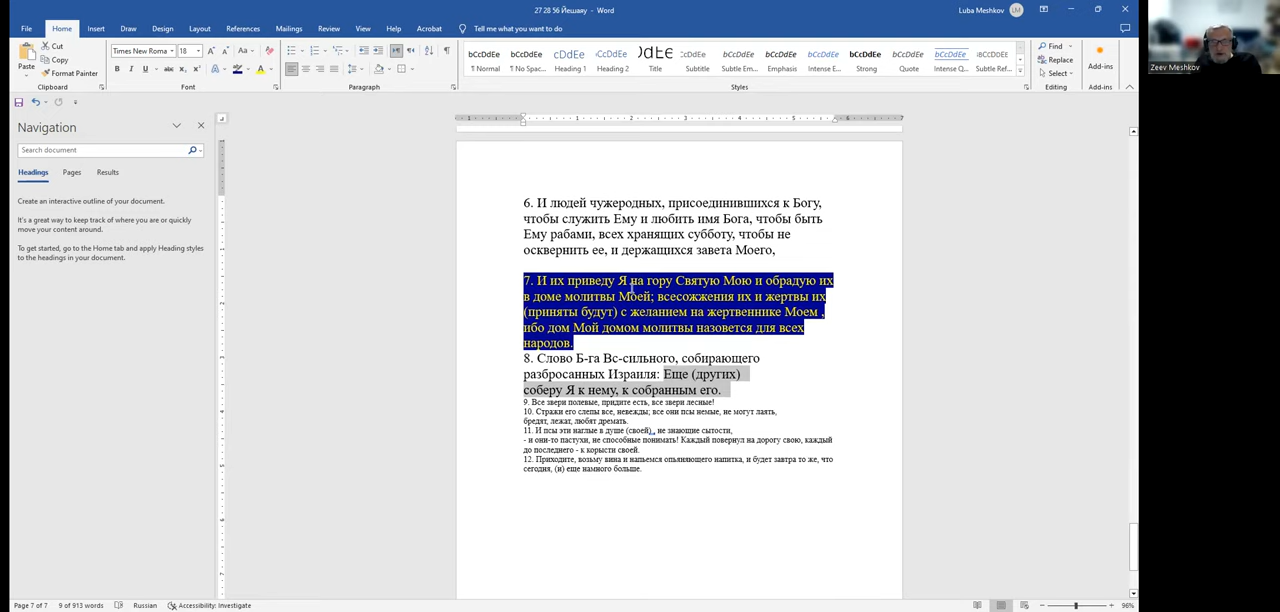 27 28 56 Йешаяу - Word
Luba Meshkov
LM
File Home Insert Draw Design Layout References Mailings Review View Help Acrobat Tell me what you want to do
Paste
Cut
Copy
Format Painter
Clipboard
Times New Roma 18
Font
Paragraph
¶ Normal
¶ No Spac...
Heading 1
Heading 2
Title
Subtitle
Subtle Em...
Emphasis
Intense E...
Strong
Quote
Intense Q...
Subtle Ref...
Styles
Find
Replace
Select
Editing
Add-ins
Add-ins
Zeev Meshkov
Navigation
Search document
Headings Pages Results
Create an interactive outline of your document.
It's a great way to keep track of where you are or quickly
move your content around.
To get started, go to the Home tab and apply Heading styles
to the headings in your document.
6. И людей чужеродных, присоединившихся к Богу,
чтобы служить Ему и любить имя Бога, чтобы быть
Ему рабами, всех хранящих субботу, чтобы не
осквернить ее, и держащихся завета Моего,
7. И их приведу Я на гору Святую Мою и обрадую их
в доме молитвы Моей; всесожжения их и жертвы их
(приняты будут) с желанием на жертвеннике Моем ,
ибо дом Мой домом молитвы назовется для всех
народов.
8. Слово Б-га Вс-сильного, собирающего
разбросанных Израиля: Еще (других)
соберу Я к нему, к собранным его.
9. Все звери полевые, придите есть, все звери лесные!
10. Стражи его слепы все, невежды; все они псы немые, не могут лаять,
бредят, лежат, любят дремать.
11. И псы эти наглые в душе (своей) , не знающие сытости,
- и они-то пастухи, не способные понимать! Каждый повернул на дорогу свою, каждый
до последнего - к корысти своей.
12. Приходите, возьму вина и напьемся опьяняющего напитка, и будет завтра то же, что
сегодня, (и) еще намного больше.
Page 7 of 7 9 of 913 words Russian Accessibility: Investigate
96%